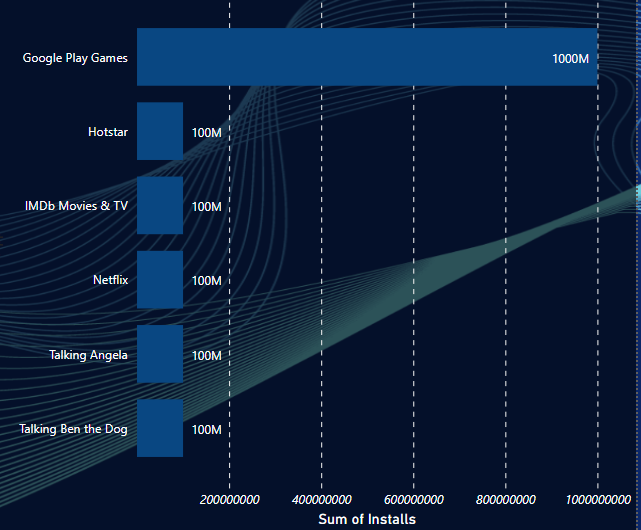 Google Play Games 1000M
Hotstar 100M
IMDb Movies & TV 100M
Netflix 100M
Talking Angela 100M
Talking Ben the Dog 100M
200000000 400000000 600000000 800000000 1000000000
Sum of Installs